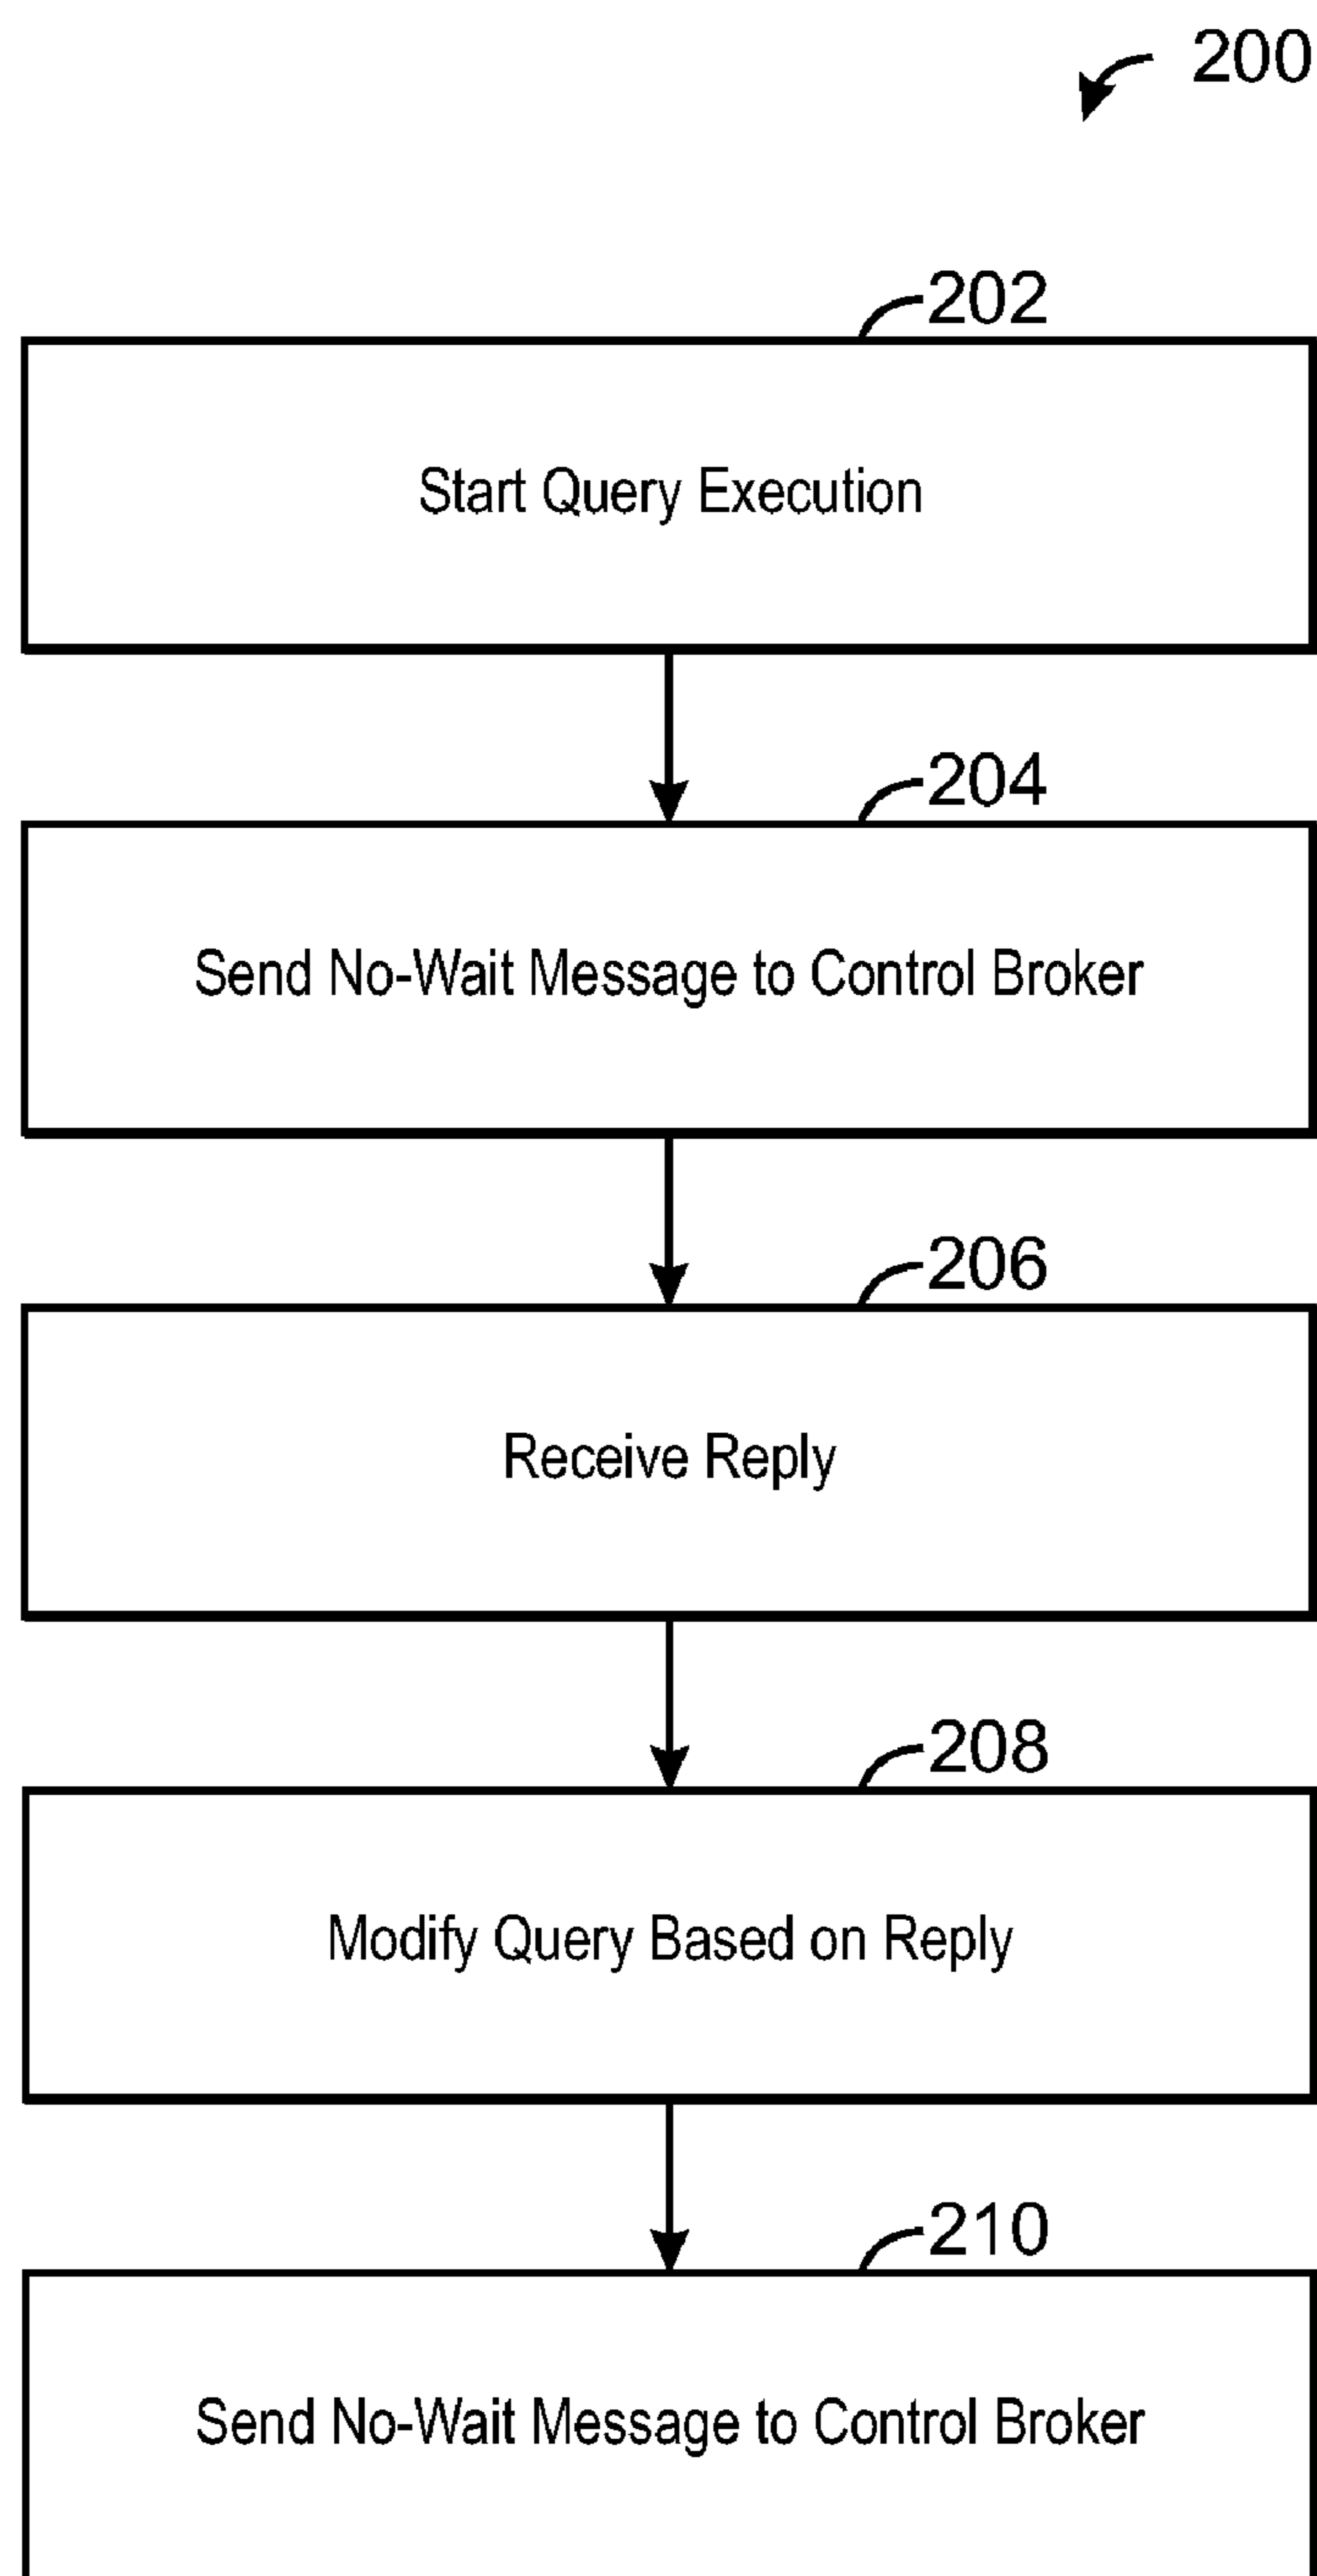 200
202
Start Query Execution
204
Send No-Wait Message to Control Broker
206
Receive Reply
208
Modify Query Based on Reply
210
Send No-Wait Message to Control Broker